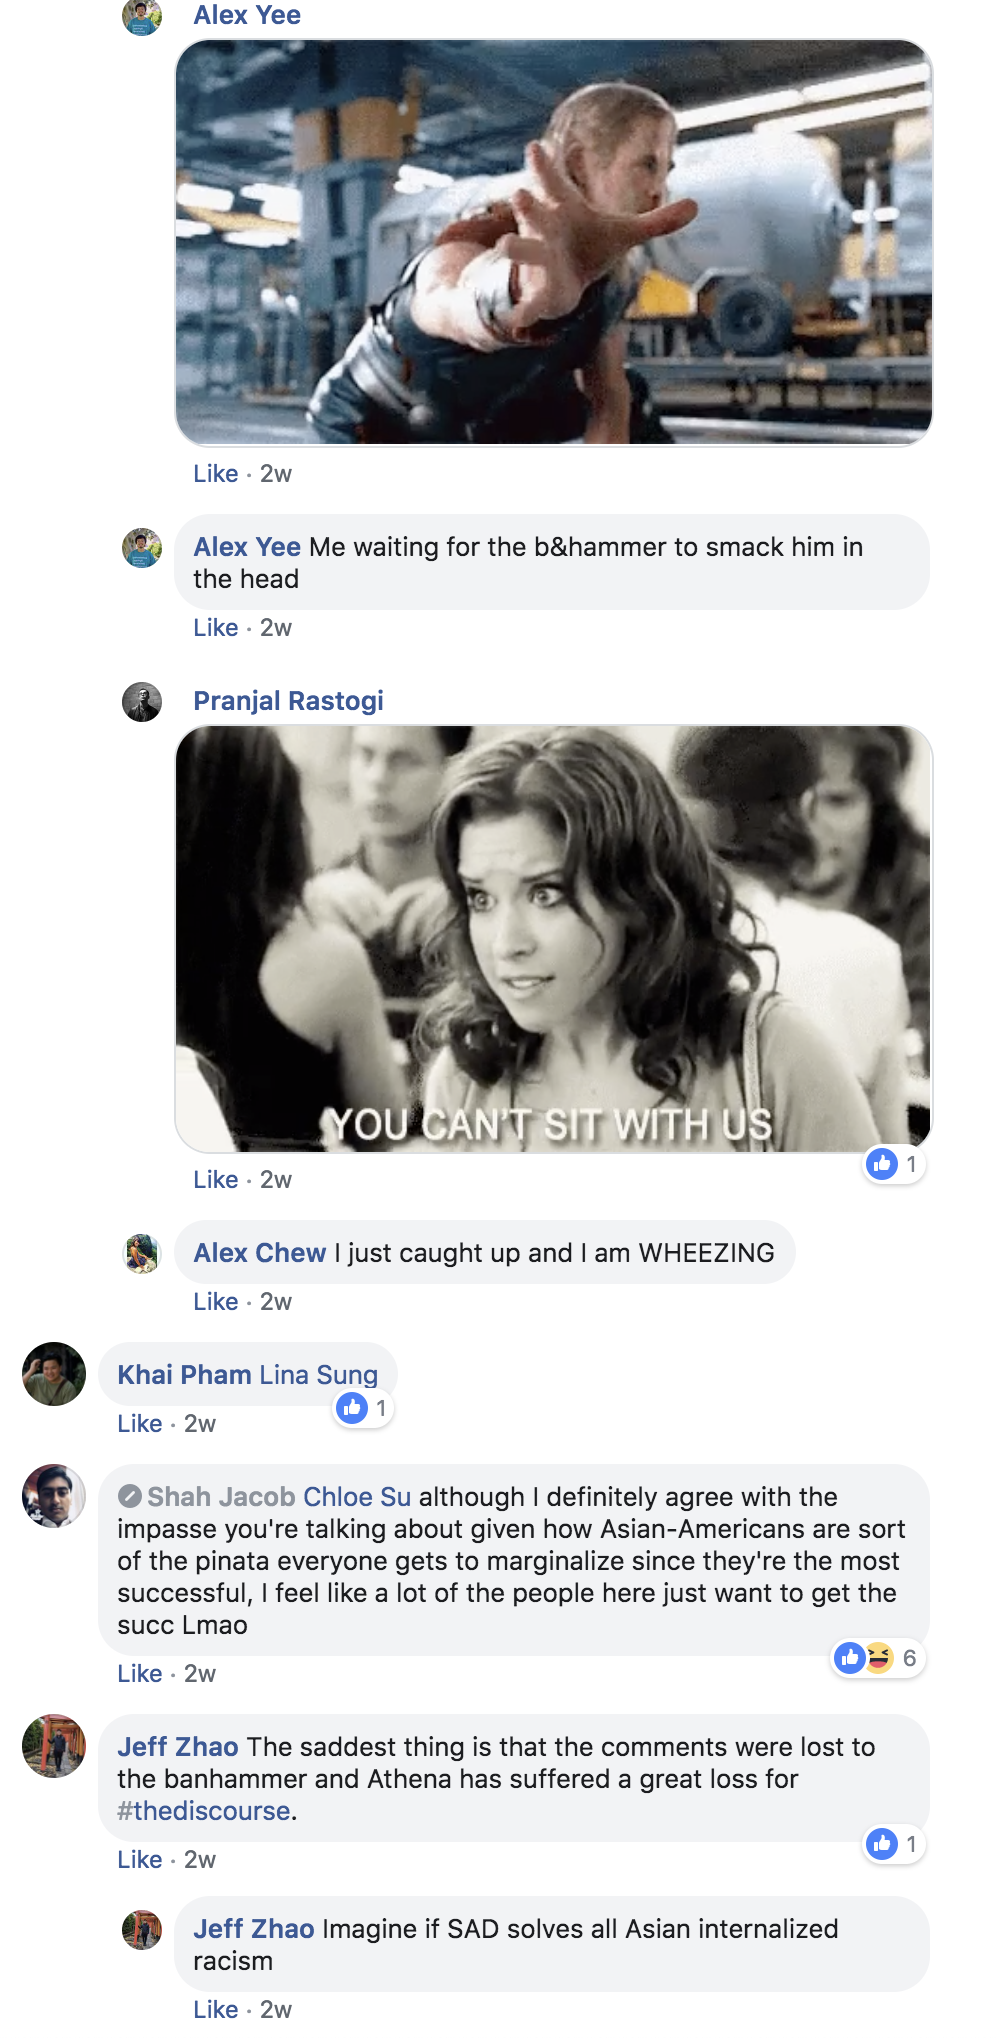 Alex Yee
Like · 2w
Alex Yee Me waiting for the b&hammer to smack him in
the head
Like · 2w
Pranjal Rastogi
YOU CAN'T SIT WITH US
1
Like · 2w
Alex Chew I just caught up and I am WHEEZING
Like · 2w
Khai Pham Lina Sung
1
Like · 2w
Shah Jacob Chloe Su although I definitely agree with the
impasse you're talking about given how Asian-Americans are sort
of the pinata everyone gets to marginalize since they're the most
successful, I feel like a lot of the people here just want to get the
succ Lmao
6
Like · 2w
Jeff Zhao The saddest thing is that the comments were lost to
the banhammer and Athena has suffered a great loss for
#thediscourse.
1
Like · 2w
Jeff Zhao Imagine if SAD solves all Asian internalized
racism
Like · 2w